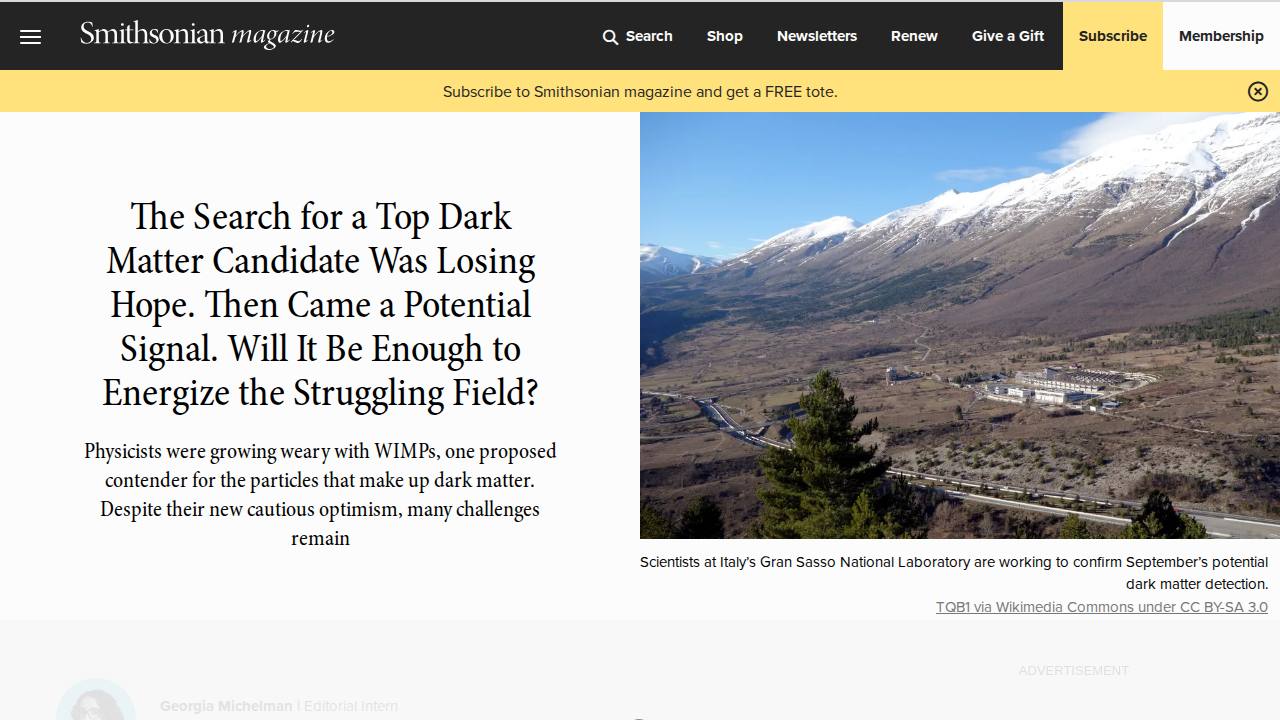 Smithsonian magazine
Search
Shop
Newsletters
Renew
Give a Gift
Subscribe
Membership
Subscribe to Smithsonian magazine and get a FREE tote.
The Search for a Top Dark
Matter Candidate Was Losing
Hope. Then Came a Potential
Signal. Will It Be Enough to
Energize the Struggling Field?
Physicists were growing weary with WIMPs, one proposed
contender for the particles that make up dark matter.
Despite their new cautious optimism, many challenges
remain
Scientists at Italy's Gran Sasso National Laboratory are working to confirm September's potential
dark matter detection.
TQB1 via Wikimedia Commons under CC BY-SA 3.0
ADVERTISEMENT
Georgia Michelman | Editorial Intern